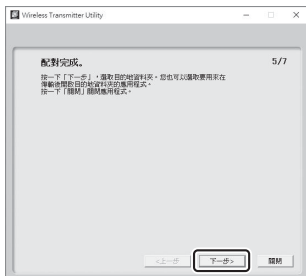 Wireless Transmitter Utility
配對完成。
5/7
按一下「下一步」，選取目的地資料夾。您也可以選取要用來在
傳輸後開啟目的地資料夾的應用程式。
按一下「關閉」關閉應用程式。
<上一步
下一步>
關閉